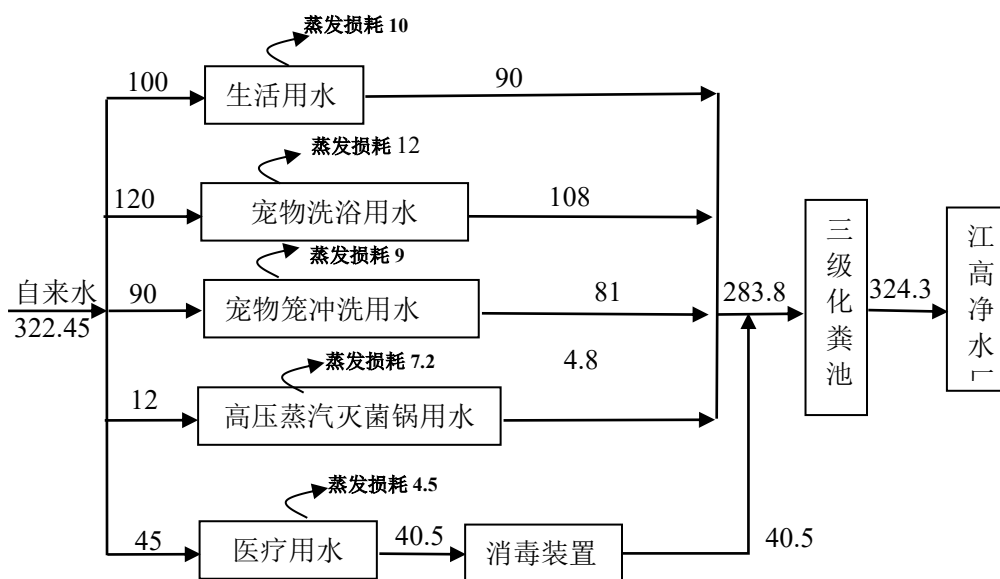 蒸发损耗 10
100
生活用水
90
蒸发损耗 12
120
宠物洗浴用水
108
蒸发损耗 9
自来水
322.45
90
宠物笼冲洗用水
81
283.8
三级化粪池
324.3
江高净水厂
蒸发损耗 7.2
4.8
12
高压蒸汽灭菌锅用水
蒸发损耗 4.5
45
医疗用水
40.5
消毒装置
40.5